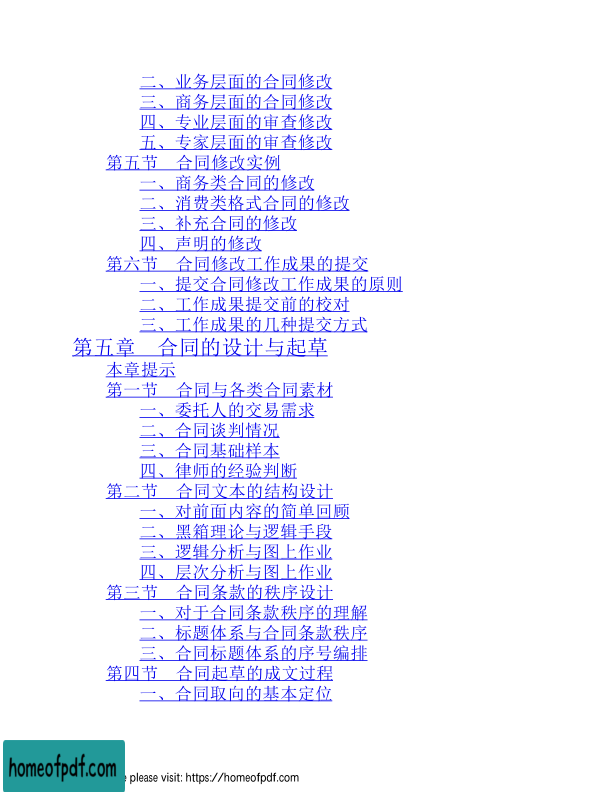 二、业务层面的合同修改
三、商务层面的合同修改
四、专业层面的审查修改
五、专家层面的审查修改
第五节　合同修改实例
一、商务类合同的修改
二、消费类格式合同的修改
三、补充合同的修改
四、声明的修改
第六节　合同修改工作成果的提交
一、提交合同修改工作成果的原则
二、工作成果提交前的校对
三、工作成果的几种提交方式
第五章　合同的设计与起草
本章提示
第一节　合同与各类合同素材
一、委托人的交易需求
二、合同谈判情况
三、合同基础样本
四、律师的经验判断
第二节　合同文本的结构设计
一、对前面内容的简单回顾
二、黑箱理论与逻辑手段
三、逻辑分析与图上作业
四、层次分析与图上作业
第三节　合同条款的秩序设计
一、对于合同条款秩序的理解
二、标题体系与合同条款秩序
三、合同标题体系的序号编排
第四节　合同起草的成文过程
一、合同取向的基本定位
homeofpdf.com
please visit: https://homeofpdf.com